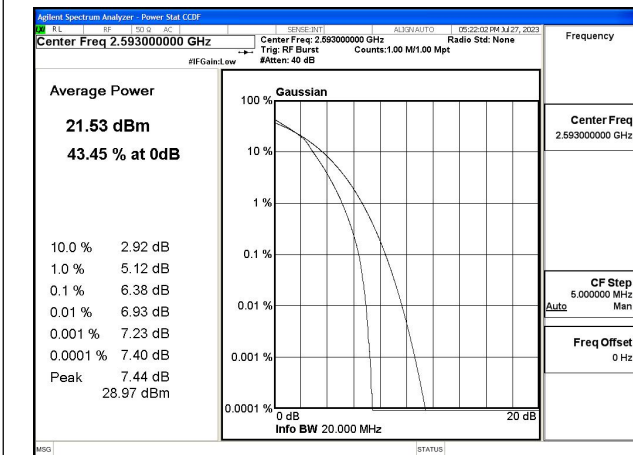 Agilent Spectrum Analyzer - Power Stat CCDF
RL RF 50 Ω AC SENSE:INT ALIGNAUTO 05:22:02 PM Jul 27, 2023
Center Freq 2.593000000 GHz
Center Freq: 2.593000000 GHz Radio Std: None
Trig: RF Burst Counts:1.00 M/1.00 Mpt
#IFGain:Low #Atten: 40 dB
Frequency
Average Power
21.53 dBm
43.45 % at 0dB
10.0 % 2.92 dB
1.0 % 5.12 dB
0.1 % 6.38 dB
0.01 % 6.93 dB
0.001 % 7.23 dB
0.0001 % 7.40 dB
Peak 7.44 dB
28.97 dBm
Gaussian
100 %
10 %
1 %
0.1 %
0.01 %
0.001 %
0.0001 %
0 dB 20 dB
Info BW 20.000 MHz
Center Freq
2.593000000 GHz
CF Step
5.000000 MHz
Auto Man
Freq Offset
0 Hz
MSG STATUS